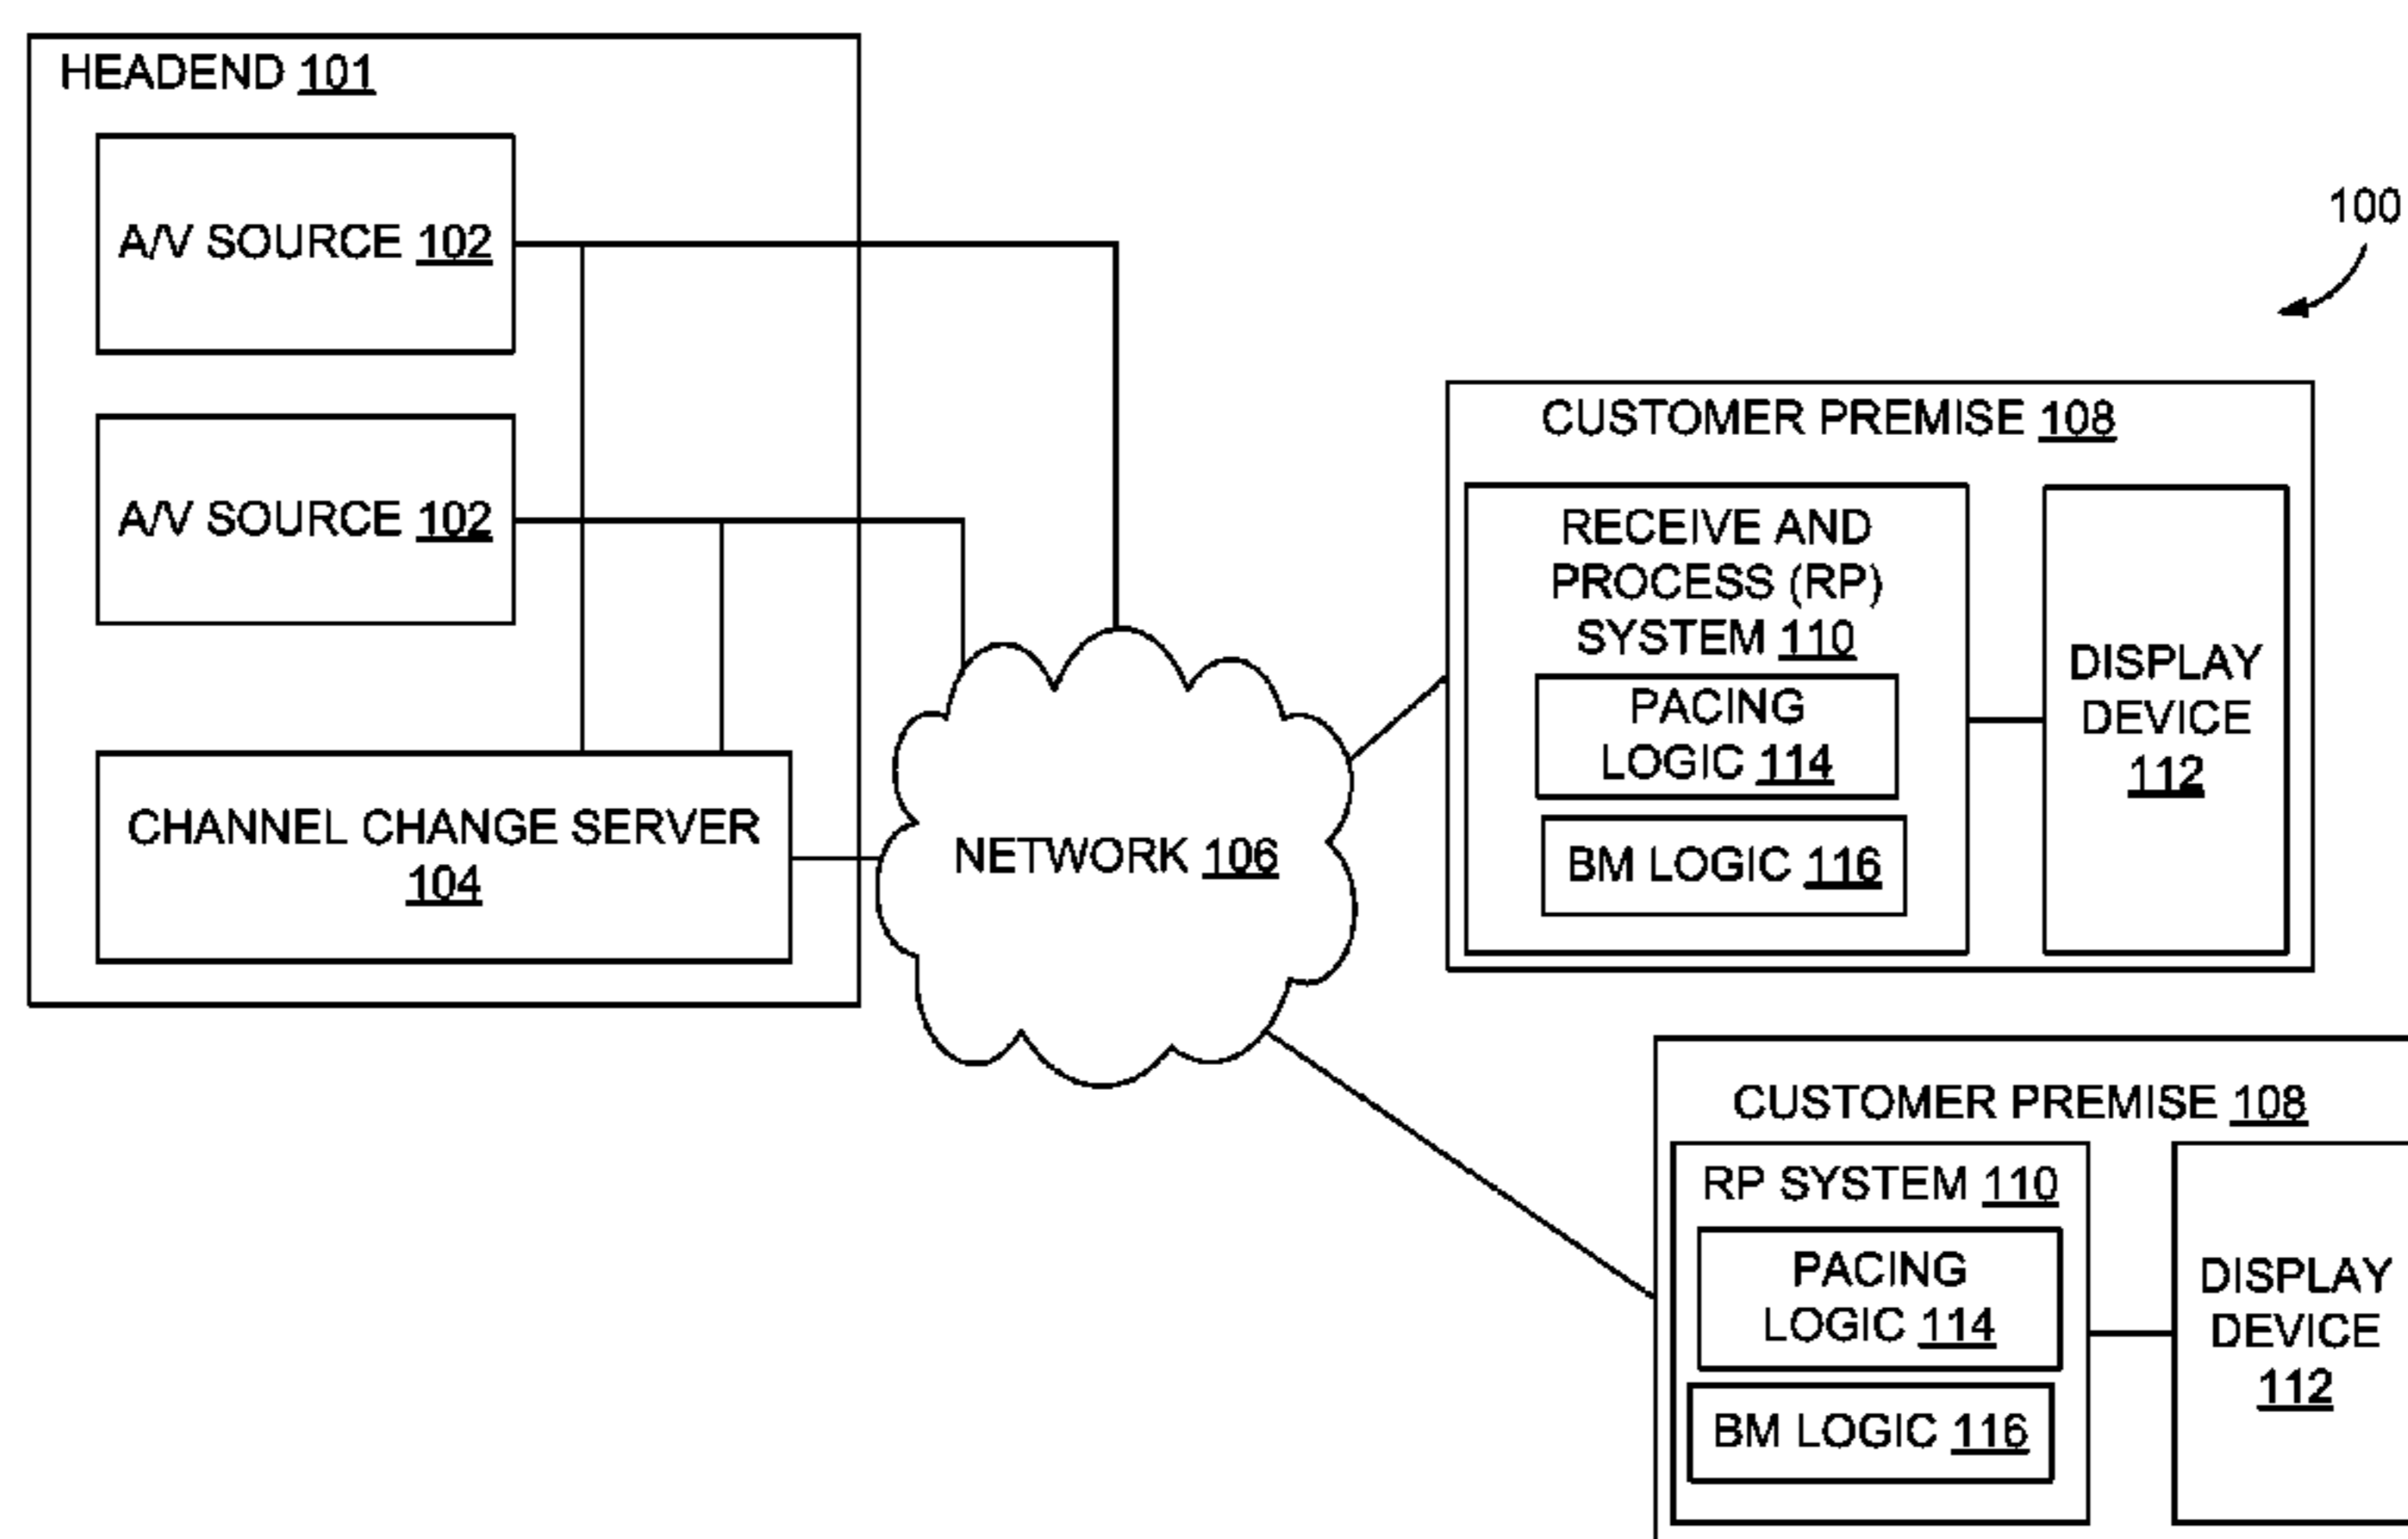 HEADEND 101
A/V SOURCE 102
A/V SOURCE 102
CHANNEL CHANGE SERVER
104
NETWORK 106
100
CUSTOMER PREMISE 108
RECEIVE AND
PROCESS (RP)
SYSTEM 110
PACING
LOGIC 114
BM LOGIC 116
DISPLAY
DEVICE
112
CUSTOMER PREMISE 108
RP SYSTEM 110
PACING
LOGIC 114
BM LOGIC 116
DISPLAY
DEVICE
112